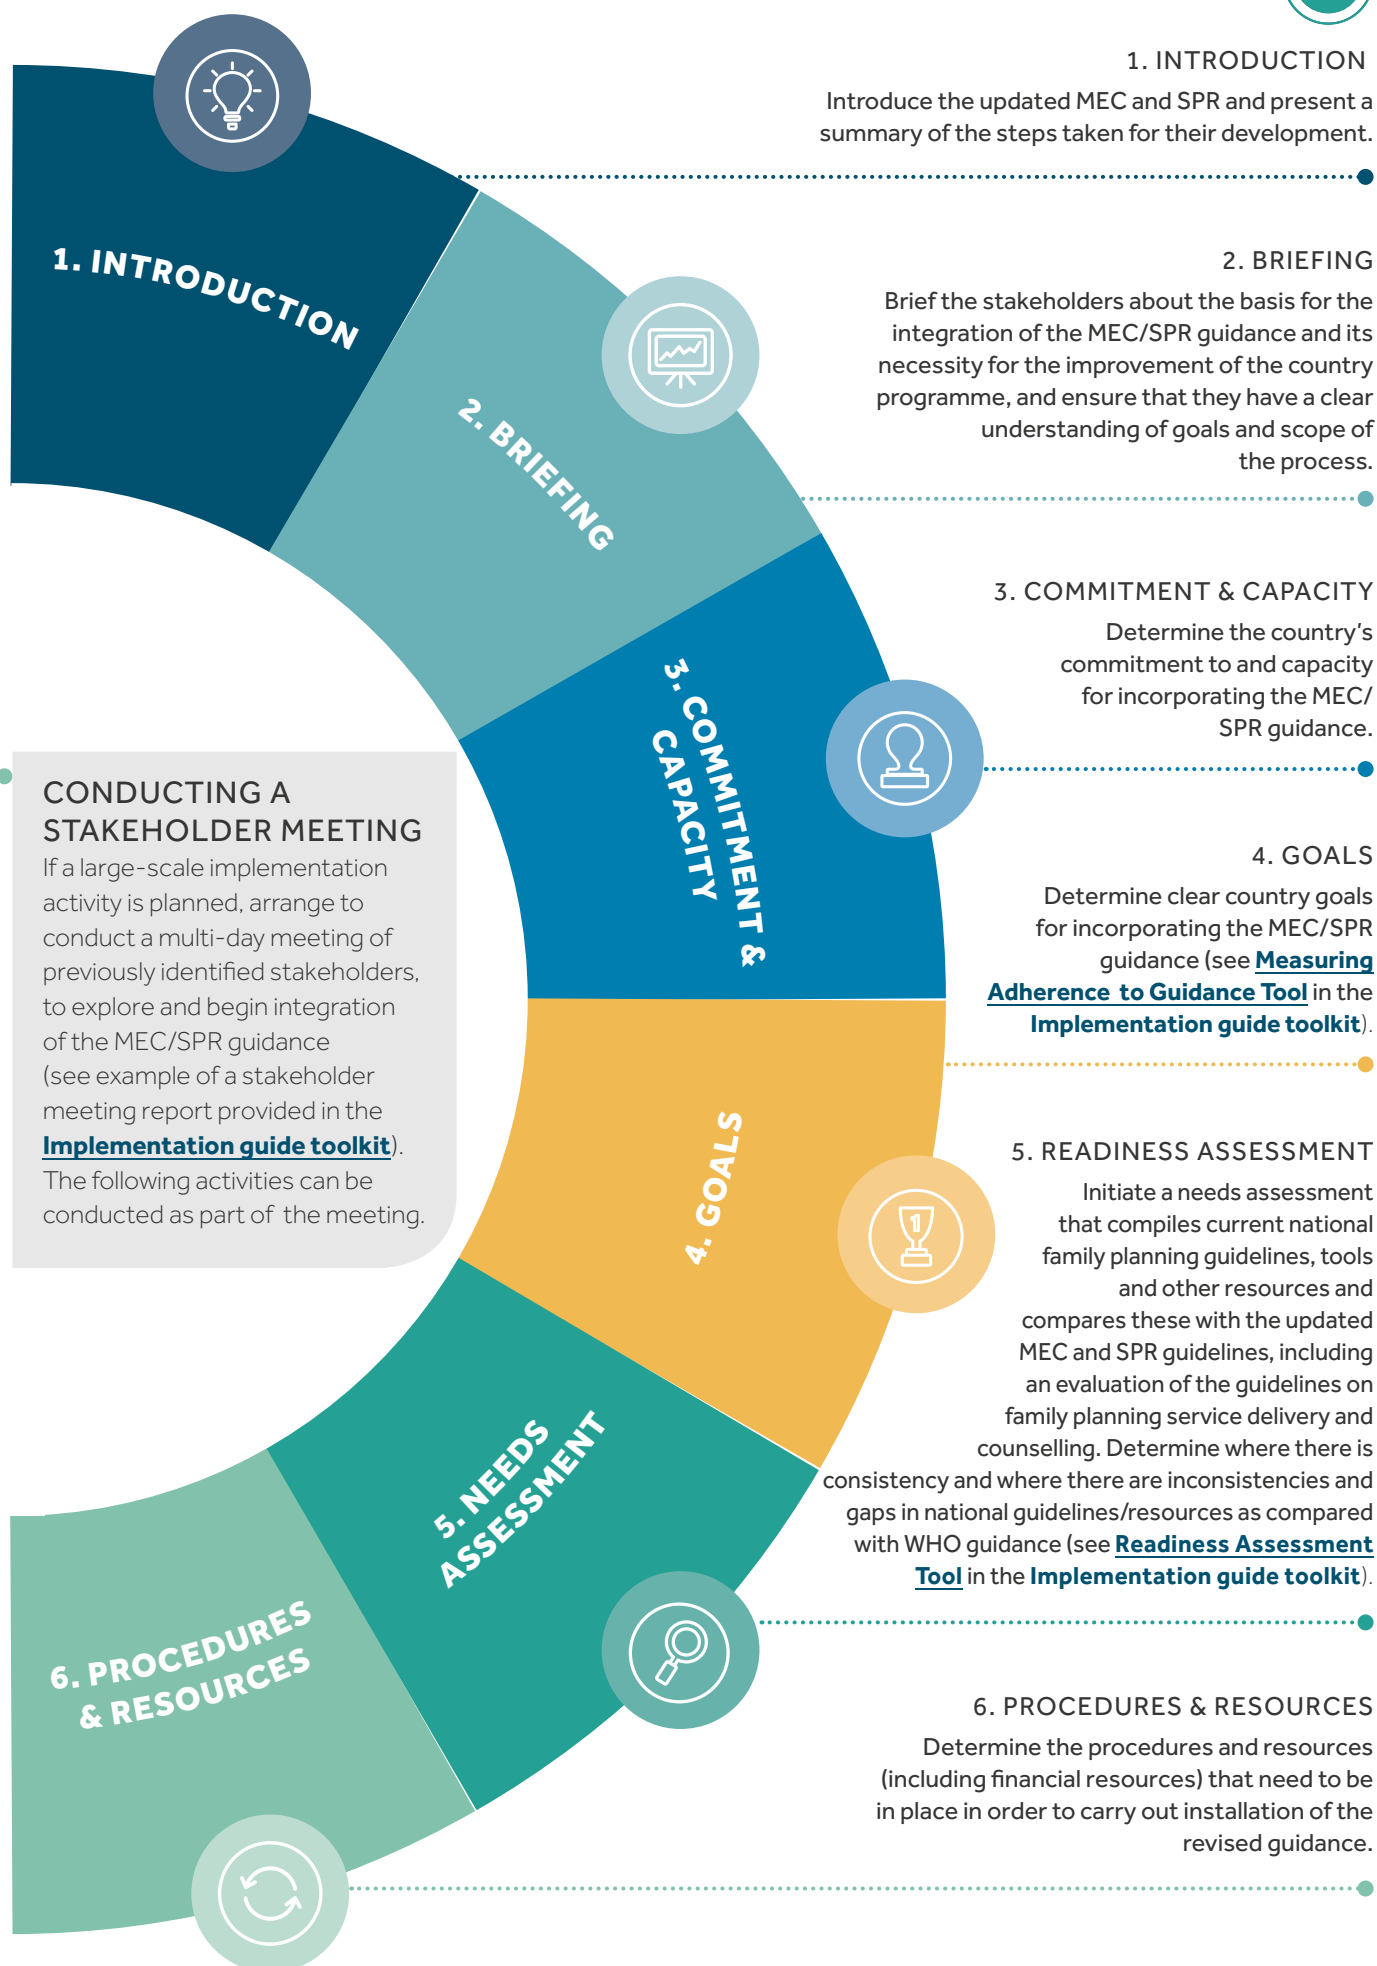 1. INTRODUCTION
Introduce the updated MEC and SPR and present a
summary of the steps taken for their development.
1. INTRODUCTION
2. BRIEFING
Brief the stakeholders about the basis for the
integration of the MEC/SPR guidance and its
necessity for the improvement of the country
programme, and ensure that they have a clear
understanding of goals and scope of
the process.
2. BRIEFING
3. COMMITMENT & CAPACITY
Determine the country's
commitment to and capacity
for incorporating the MEC/
SPR guidance.
3. COMMITMENT &
CAPACITY
CONDUCTING A
STAKEHOLDER MEETING
If a large-scale implementation
activity is planned, arrange to
conduct a multi-day meeting of
previously identified stakeholders,
to explore and begin integration
of the MEC/SPR guidance
(see example of a stakeholder
meeting report provided in the
Implementation guide toolkit).
The following activities can be
conducted as part of the meeting.
4. GOALS
Determine clear country goals
for incorporating the MEC/SPR
guidance (see Measuring
Adherence to Guidance Tool in the
Implementation guide toolkit).
4. GOALS
1
5. READINESS ASSESSMENT
Initiate a needs assessment
that compiles current national
family planning guidelines, tools
and other resources and
compares these with the updated
MEC and SPR guidelines, including
an evaluation of the guidelines on
family planning service delivery and
counselling. Determine where there is
consistency and where there are inconsistencies and
gaps in national guidelines/resources as compared
with WHO guidance (see Readiness Assessment
Tool in the Implementation guide toolkit).
5. NEEDS
ASSESSMENT
6. PROCEDURES
& RESOURCES
6. PROCEDURES & RESOURCES
Determine the procedures and resources
(including financial resources) that need to be
in place in order to carry out installation of the
revised guidance.